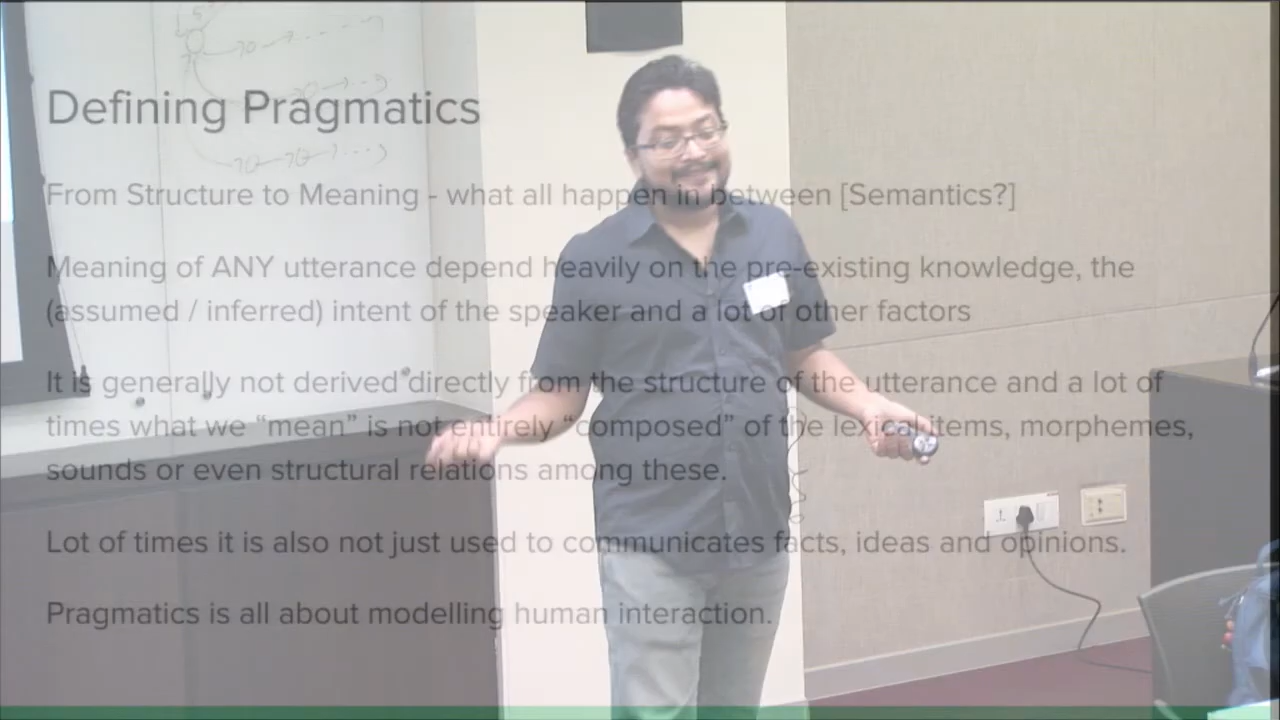 Defining Pragmatics
From Structure to Meaning - what all happen in between [Semantics?]
Meaning of ANY utterance depend heavily on the pre-existing knowledge, the
(assumed / inferred) intent of the speaker and a lot of other factors
It is generally not derived directly from the structure of the utterance and a lot of
times what we “mean” is not entirely “composed” of the lexical items, morphemes,
sounds or even structural relations among these.
Lot of times it is also not just used to communicates facts, ideas and opinions.
Pragmatics is all about modelling human interaction.